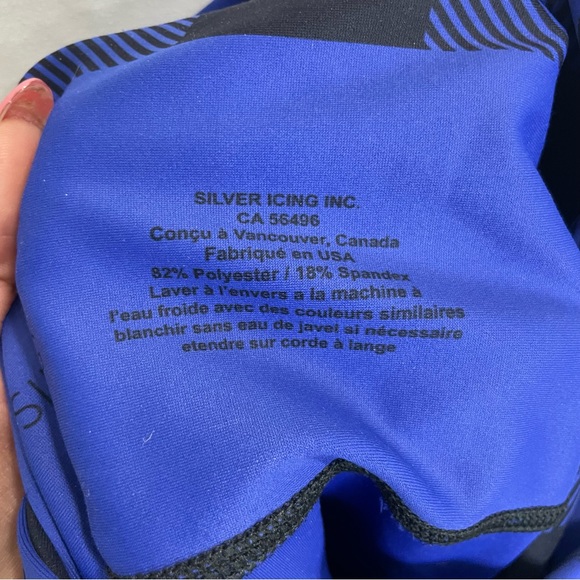 SILVER ICING INC.
CA 56496
Conçu à Vancouver, Canada
Fabriqué en USA
82% Polyester / 18% Spandex
Laver à l'envers a la machine à
l'eau froide avec des couleurs similaires
blanchir sans eau de javel si nécessaire
etendre sur corde à lange